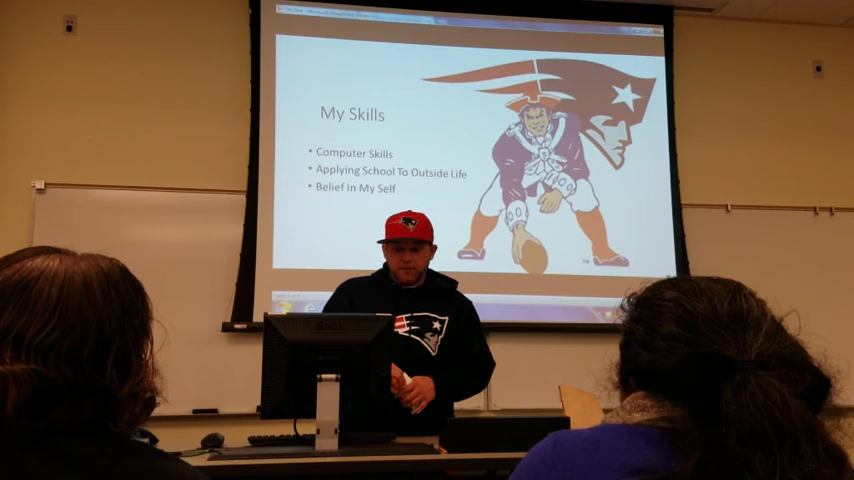 My Skills
• Computer Skills
• Applying School To Outside Life
• Belief In My Self